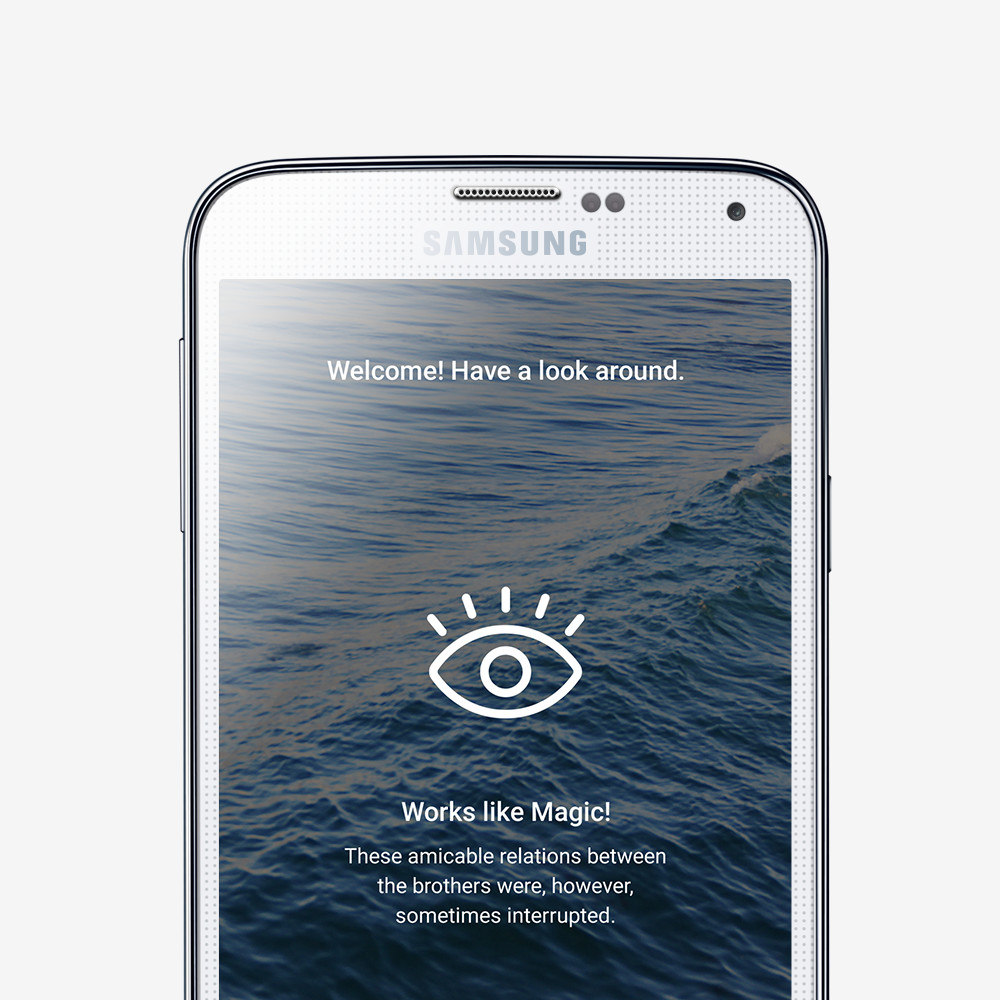 SAMSUNG
Welcome! Have a look around.
Works like Magic!
These amicable relations between
the brothers were, however,
sometimes interrupted.